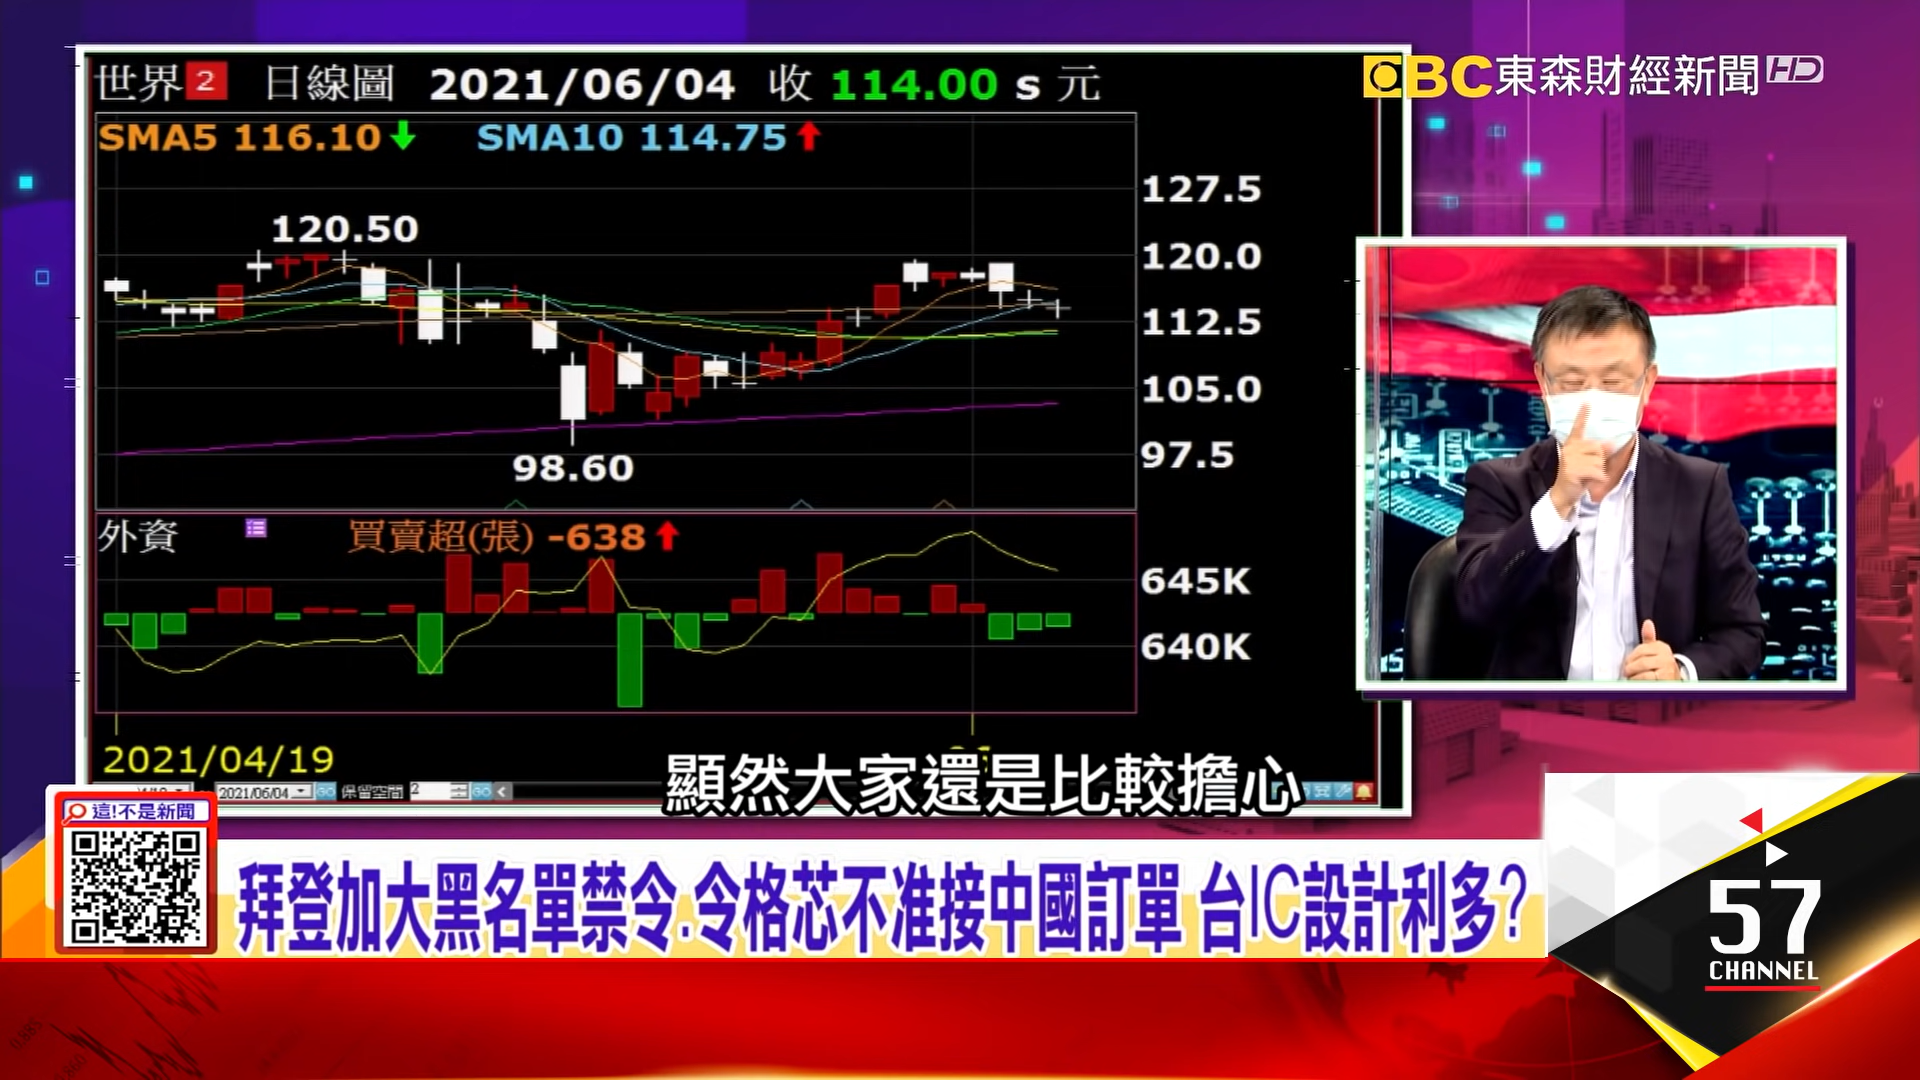 世界 2 日線圖 2021/06/04 收 114.00 s 元
SMA5 116.10 SMA10 114.75
EBC 東森財經新聞 HD
127.5
120.50
120.0
112.5
105.0
98.60
97.5
外資 買賣超(張) -638
645K
640K
2021/04/19
顯然大家還是比較擔心
2021/06/04 GO 保留空間 2 GO
這!不是新聞
拜登加大黑名單禁令.令格芯不准接中國訂單 台IC設計利多?
57
CHANNEL